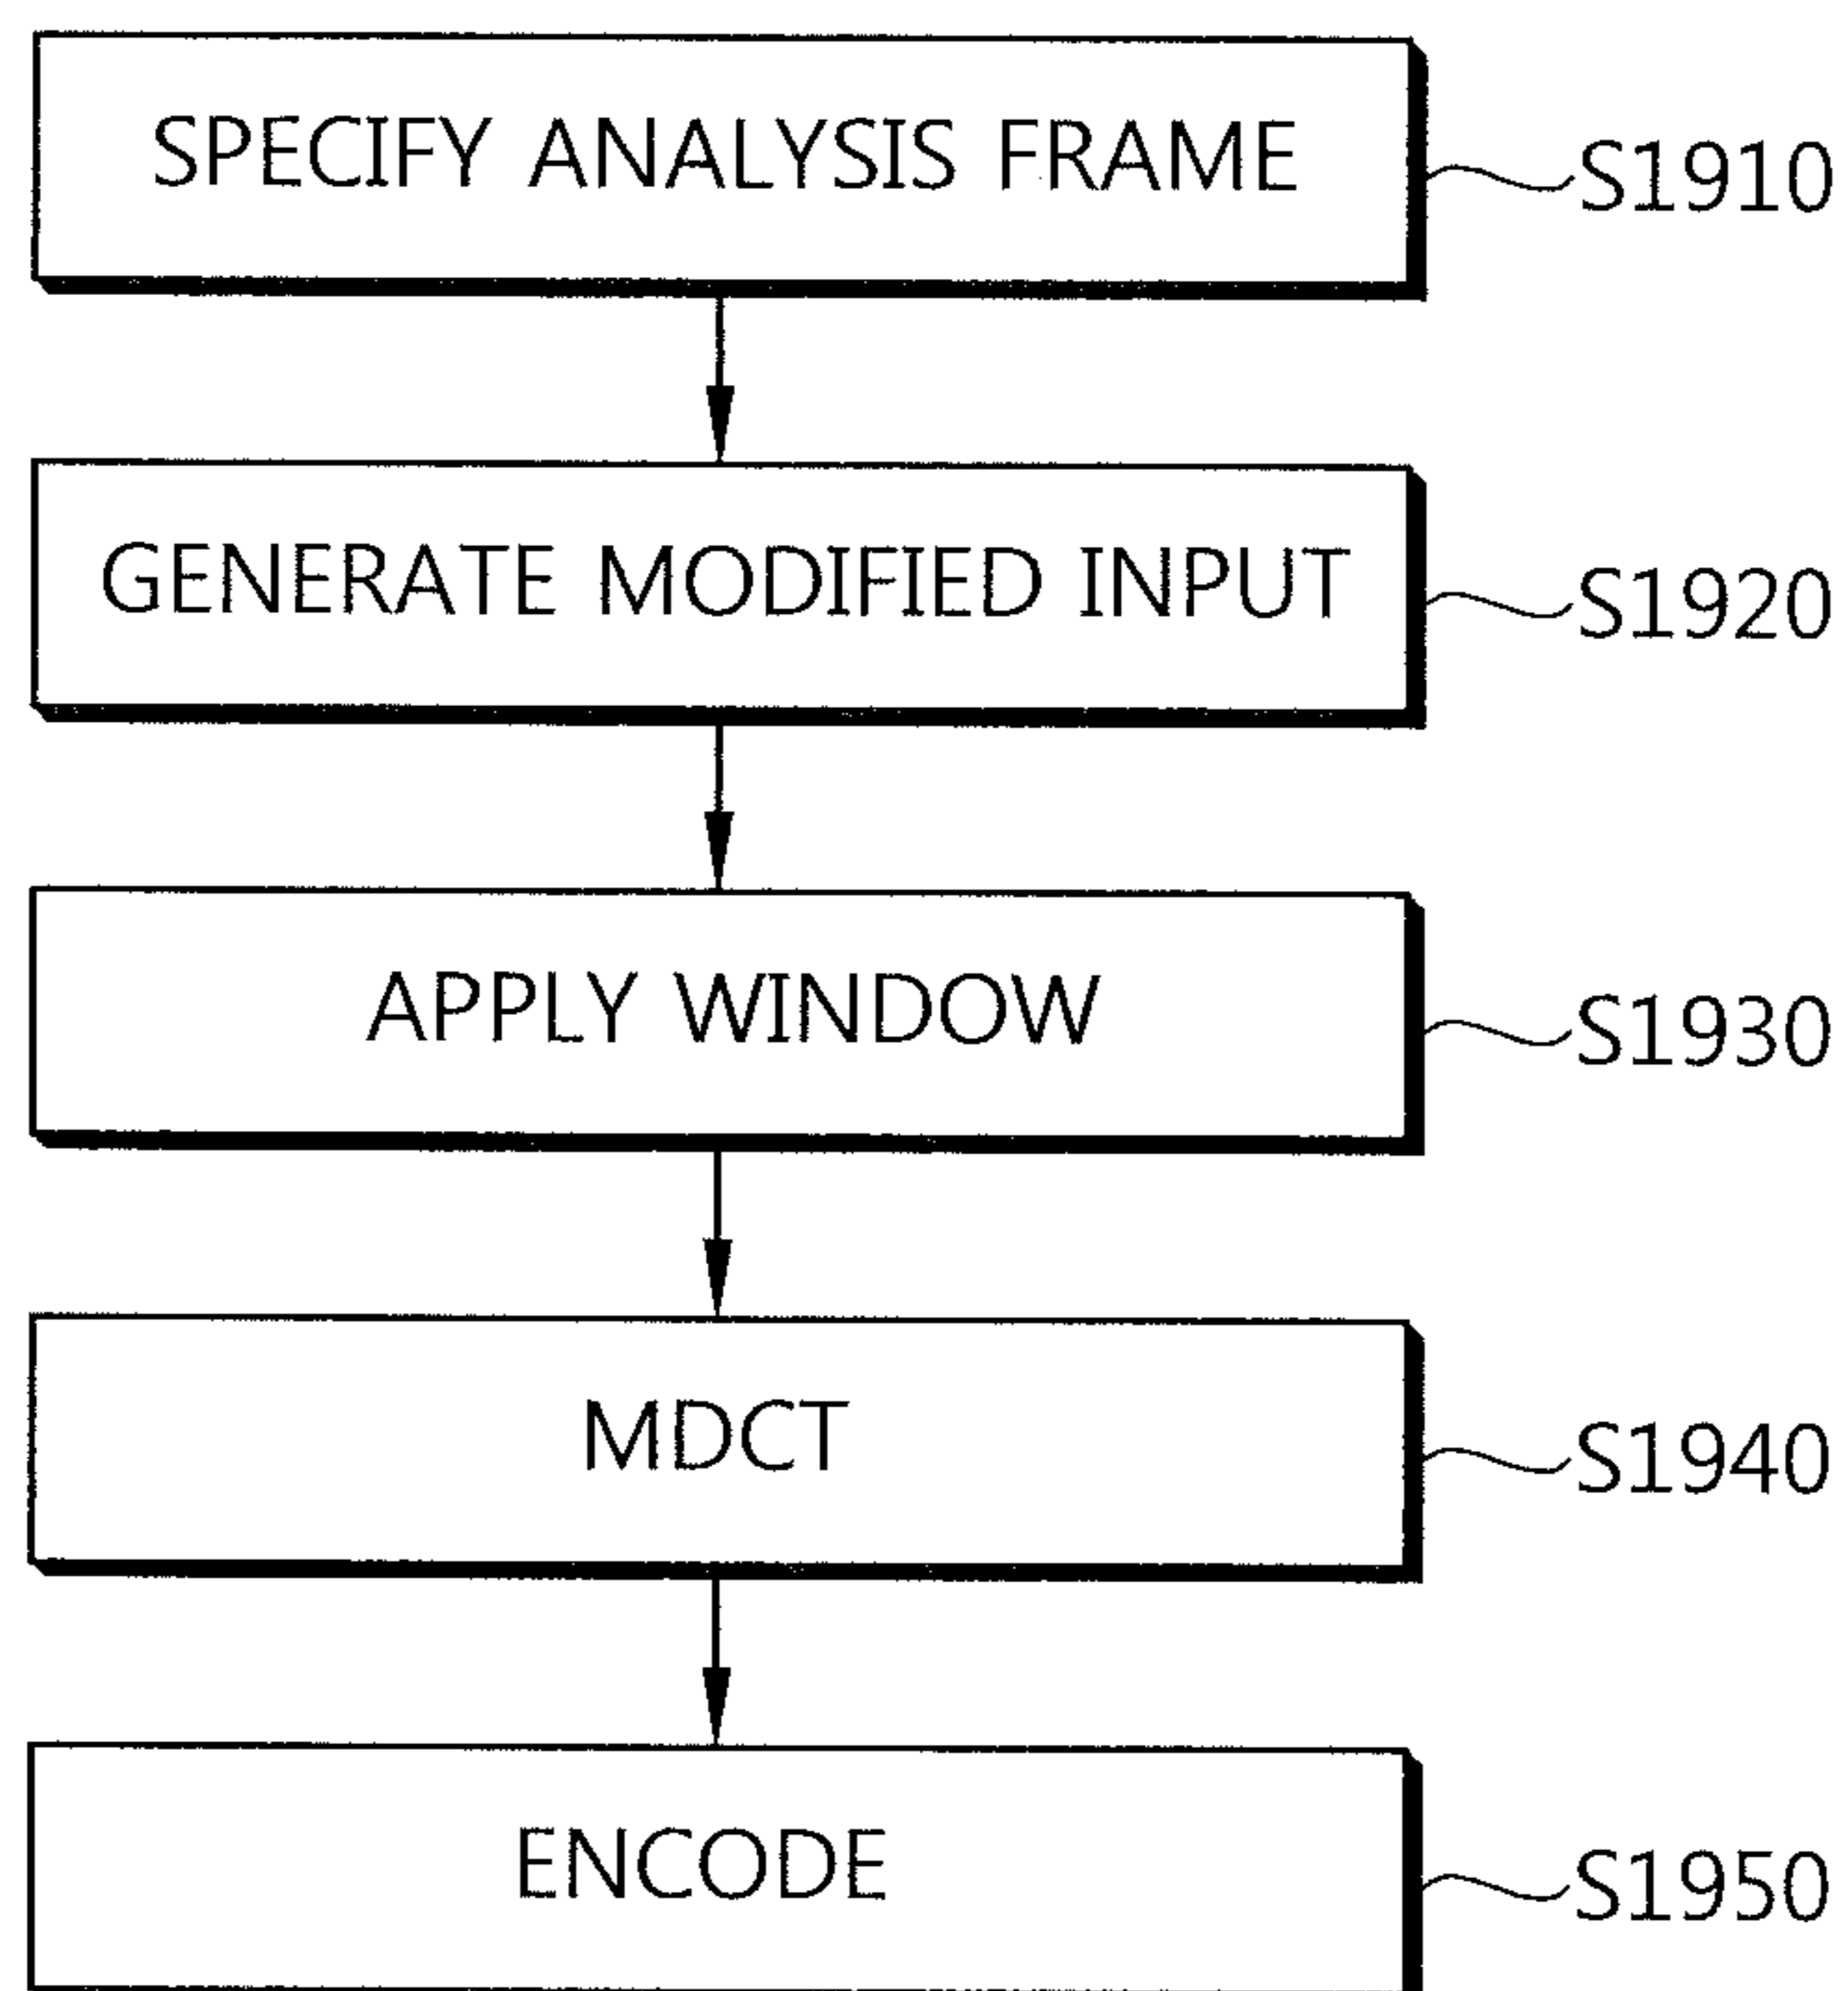 SPECIFY ANALYSIS FRAME
S1910
GENERATE MODIFIED INPUT
S1920
APPLY WINDOW
S1930
MDCT
S1940
ENCODE
S1950